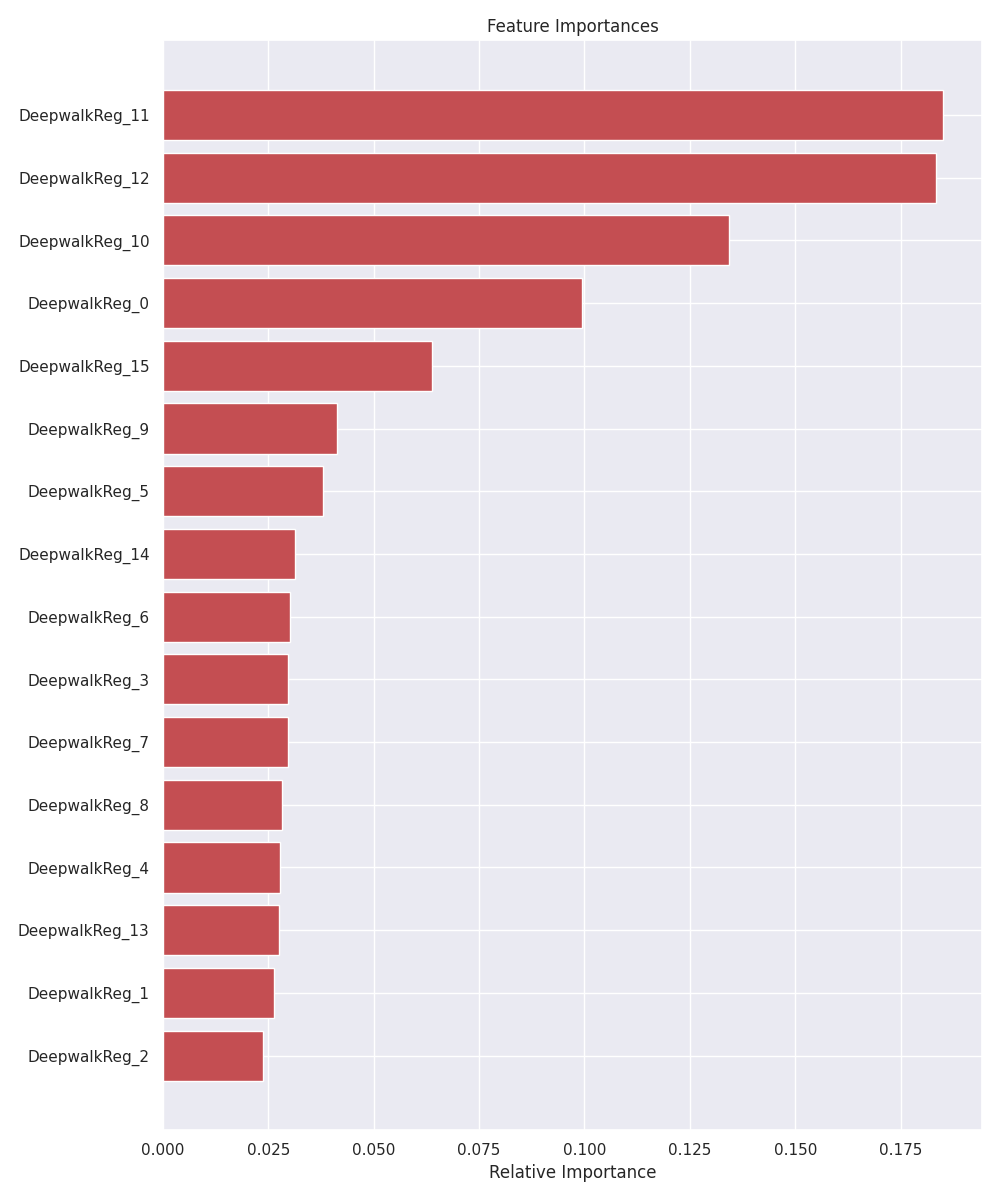 Feature Importances
DeepwalkReg_11
DeepwalkReg_12
DeepwalkReg_10
DeepwalkReg_0
DeepwalkReg_15
DeepwalkReg_9
DeepwalkReg_5
DeepwalkReg_14
DeepwalkReg_6
DeepwalkReg_3
DeepwalkReg_7
DeepwalkReg_8
DeepwalkReg_4
DeepwalkReg_13
DeepwalkReg_1
DeepwalkReg_2
0.000 0.025 0.050 0.075 0.100 0.125 0.150 0.175
Relative Importance